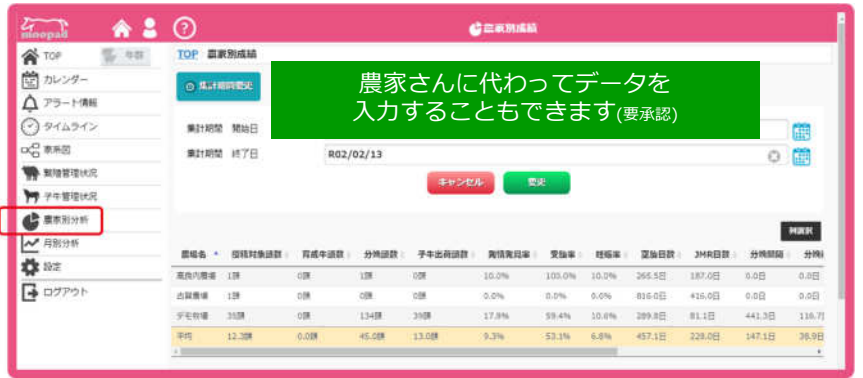 moopad
農家別成績
TOP
年齢
TOP 農家別成績
カレンダー
アラート情報
タイムライン
家系図
繁殖管理状況
子牛管理状況
農家別分析
月別分析
設定
ログアウト
集計期間変更
農家さんに代わってデータを
入力することもできます(要承認)
集計期間 開始日
集計期間 終了日 R02/02/13
キャンセル 変更
列選択
農場名 授精対象頭数 育成牛頭数 分娩頭数 子牛出荷頭数 発情発見率 受胎率 妊娠率 空胎日数 JMR日数 分娩間隔
1頭 0頭 1頭 0頭 10.0% 100.0% 10.0% 265.5日 187.0日 0.0日 0.0日
古賀農場 1頭 0頭 0頭 0頭 0.0% 0.0% 0.0% 816.0日 416.0日 0.0日 0.0日
デモ牧場 35頭 0頭 134頭 39頭 17.9% 59.4% 10.6% 289.8日 81.1日 441.3日
平均 12.3頭 0.0頭 45.0頭 13.0頭 9.3% 53.1% 6.8% 457.1日 228.0日 147.1日 38.9日